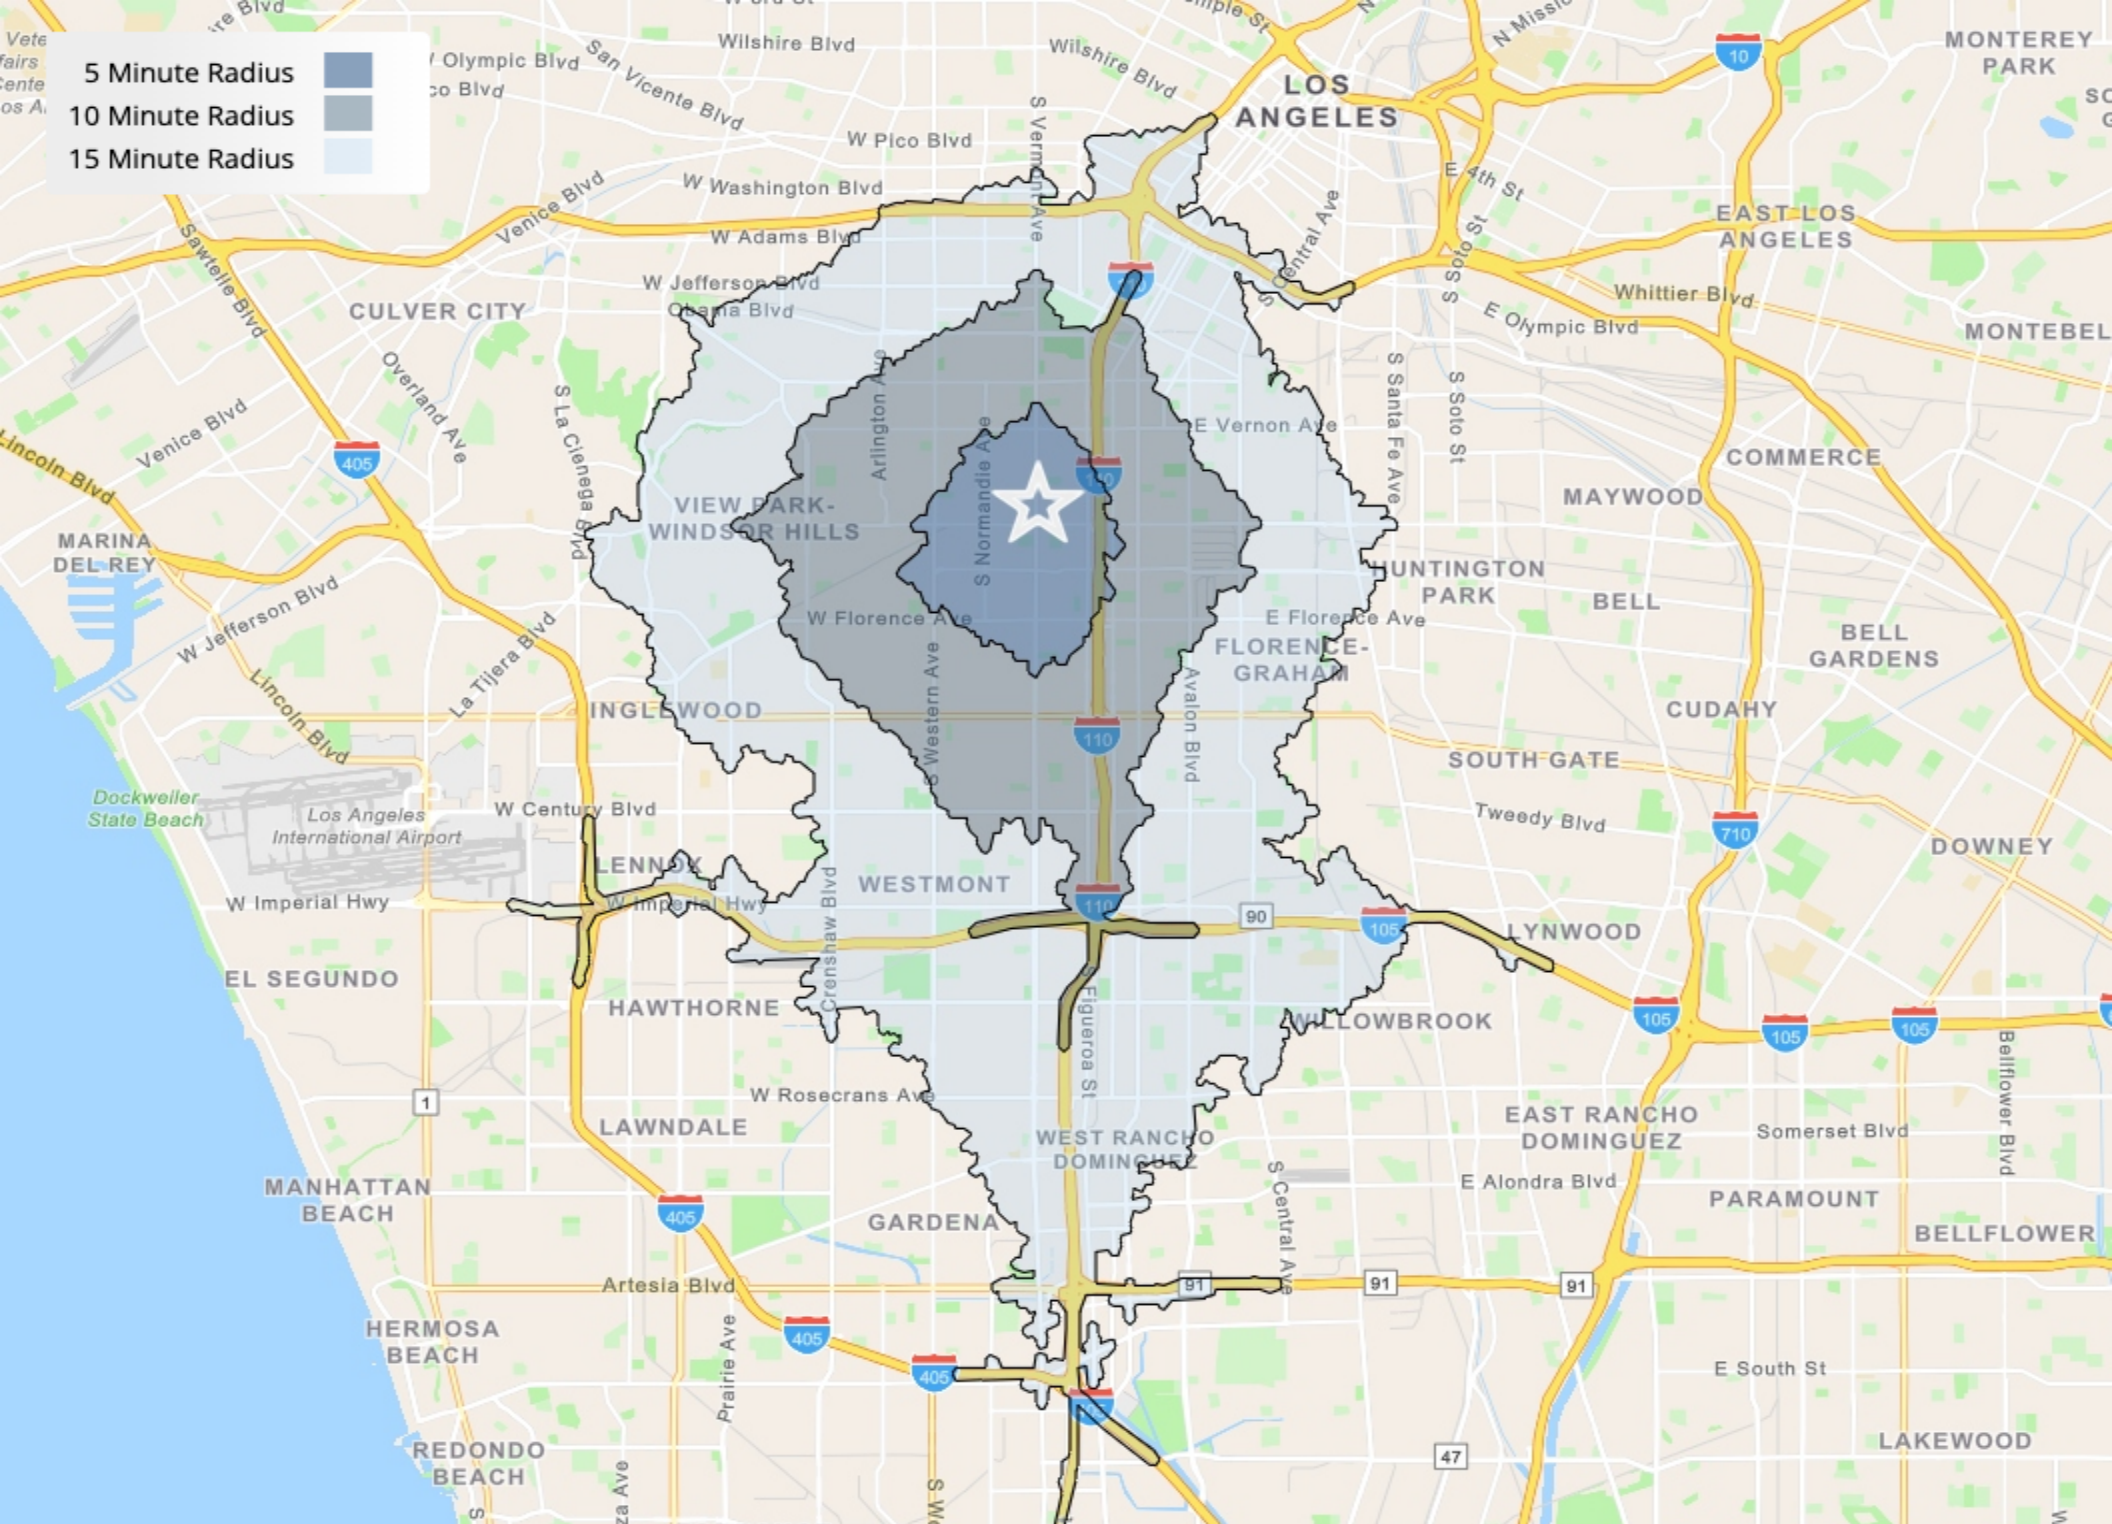 5 Minute Radius
10 Minute Radius
15 Minute Radius
Wilshire Blvd
Wilshire Blvd
Olympic Blvd
San Vicente Blvd
W Pico Blvd
W Washington Blvd
Venice Blvd
W Adams Blvd
W Jefferson Blvd
Obama Blvd
S Vermont Ave
LOS
ANGELES
10
MONTEREY
PARK
E 4th St
S Soto St
S Central Ave
EAST LOS
ANGELES
Whittier Blvd
E Olympic Blvd
MONTEBEL
Sawtelle Blvd
CULVER CITY
Overland Ave
Venice Blvd
Lincoln Blvd
405
S La Cienega Blvd
Arlington Ave
S Normandie Ave
110
E Vernon Ave
S Santa Fe Ave
S Soto St
COMMERCE
MAYWOOD
VIEW PARK-
WINDSOR HILLS
MARINA
DEL REY
W Jefferson Blvd
La Tijera Blvd
Lincoln Blvd
W Florence Ave
E Florence Ave
HUNTINGTON
PARK
BELL
BELL
GARDENS
FLORENCE-
GRAHAM
S Western Ave
Avalon Blvd
INGLEWOOD
110
CUDAHY
SOUTH GATE
Tweedy Blvd
710
DOWNEY
Dockweiler
State Beach
Los Angeles
International Airport
W Century Blvd
LENNOX
W Imperial Hwy
W Imperial Hwy
WESTMONT
Crenshaw Blvd
110
90
105
LYNWOOD
EL SEGUNDO
HAWTHORNE
S Figueroa St
WILLOWBROOK
105
105
105
Bellflower Blvd
1
W Rosecrans Ave
LAWNDALE
WEST RANCHO
DOMINGUEZ
EAST RANCHO
DOMINGUEZ
Somerset Blvd
S Central Ave
E Alondra Blvd
PARAMOUNT
MANHATTAN
BEACH
405
GARDENA
BELLFLOWER
Artesia Blvd
91
91
91
HERMOSA
BEACH
405
Prairie Ave
405
E South St
REDONDO
BEACH
47
LAKEWOOD